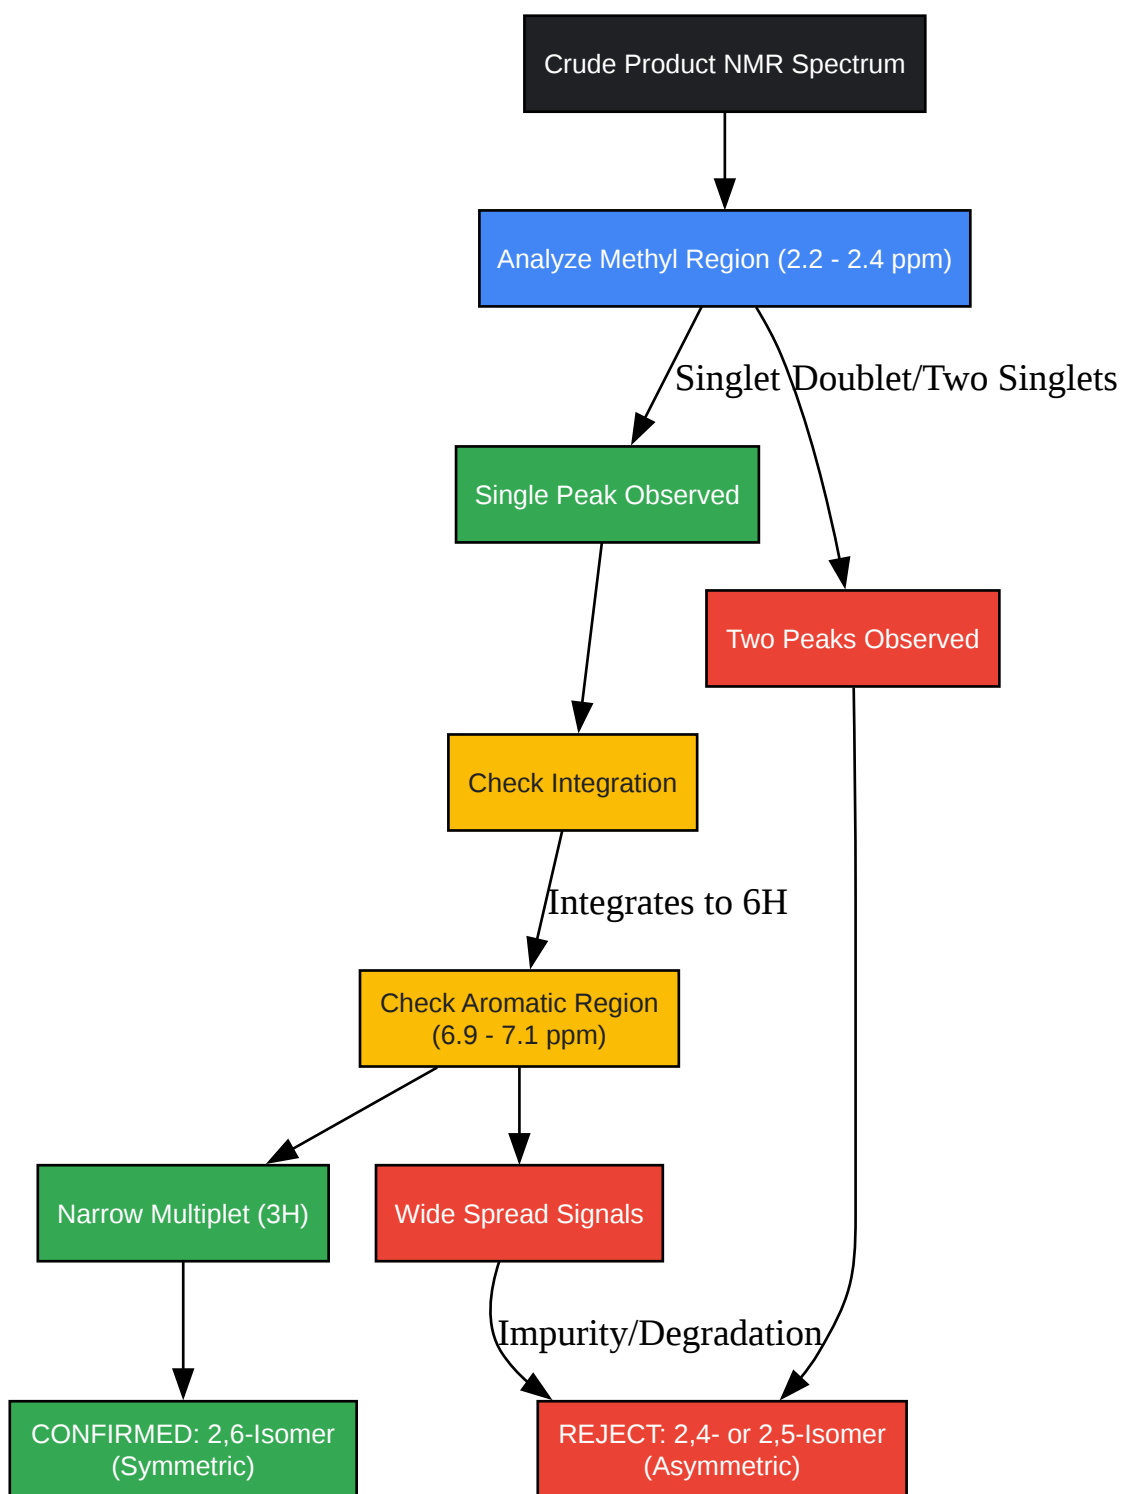 Crude Product NMR Spectrum
Analyze Methyl Region (2.2 - 2.4 ppm)
Singlet
Doublet/Two Singlets
Single Peak Observed
Two Peaks Observed
Check Integration
Integrates to 6H
Check Aromatic Region
(6.9 - 7.1 ppm)
Narrow Multiplet (3H)
Wide Spread Signals
Impurity/Degradation
CONFIRMED: 2,6-Isomer
(Symmetric)
REJECT: 2,4- or 2,5-Isomer
(Asymmetric)